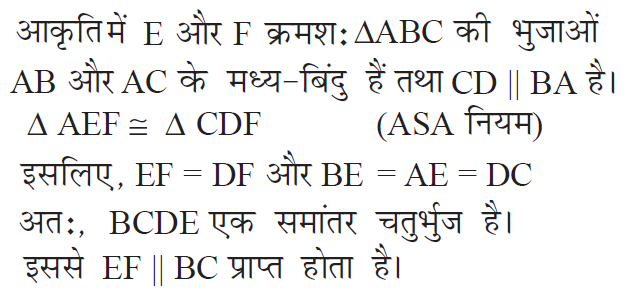 आकृति में E और F क्रमश: ΔABC की भुजाओं
AB और AC के मध्य-बिंदु हैं तथा CD || BA है।
Δ AEF ≅ Δ CDF (ASA नियम)
इसलिए, EF = DF और BE = AE = DC
अत:, BCDE एक समांतर चतुर्भुज है।
इससे EF || BC प्राप्त होता है।